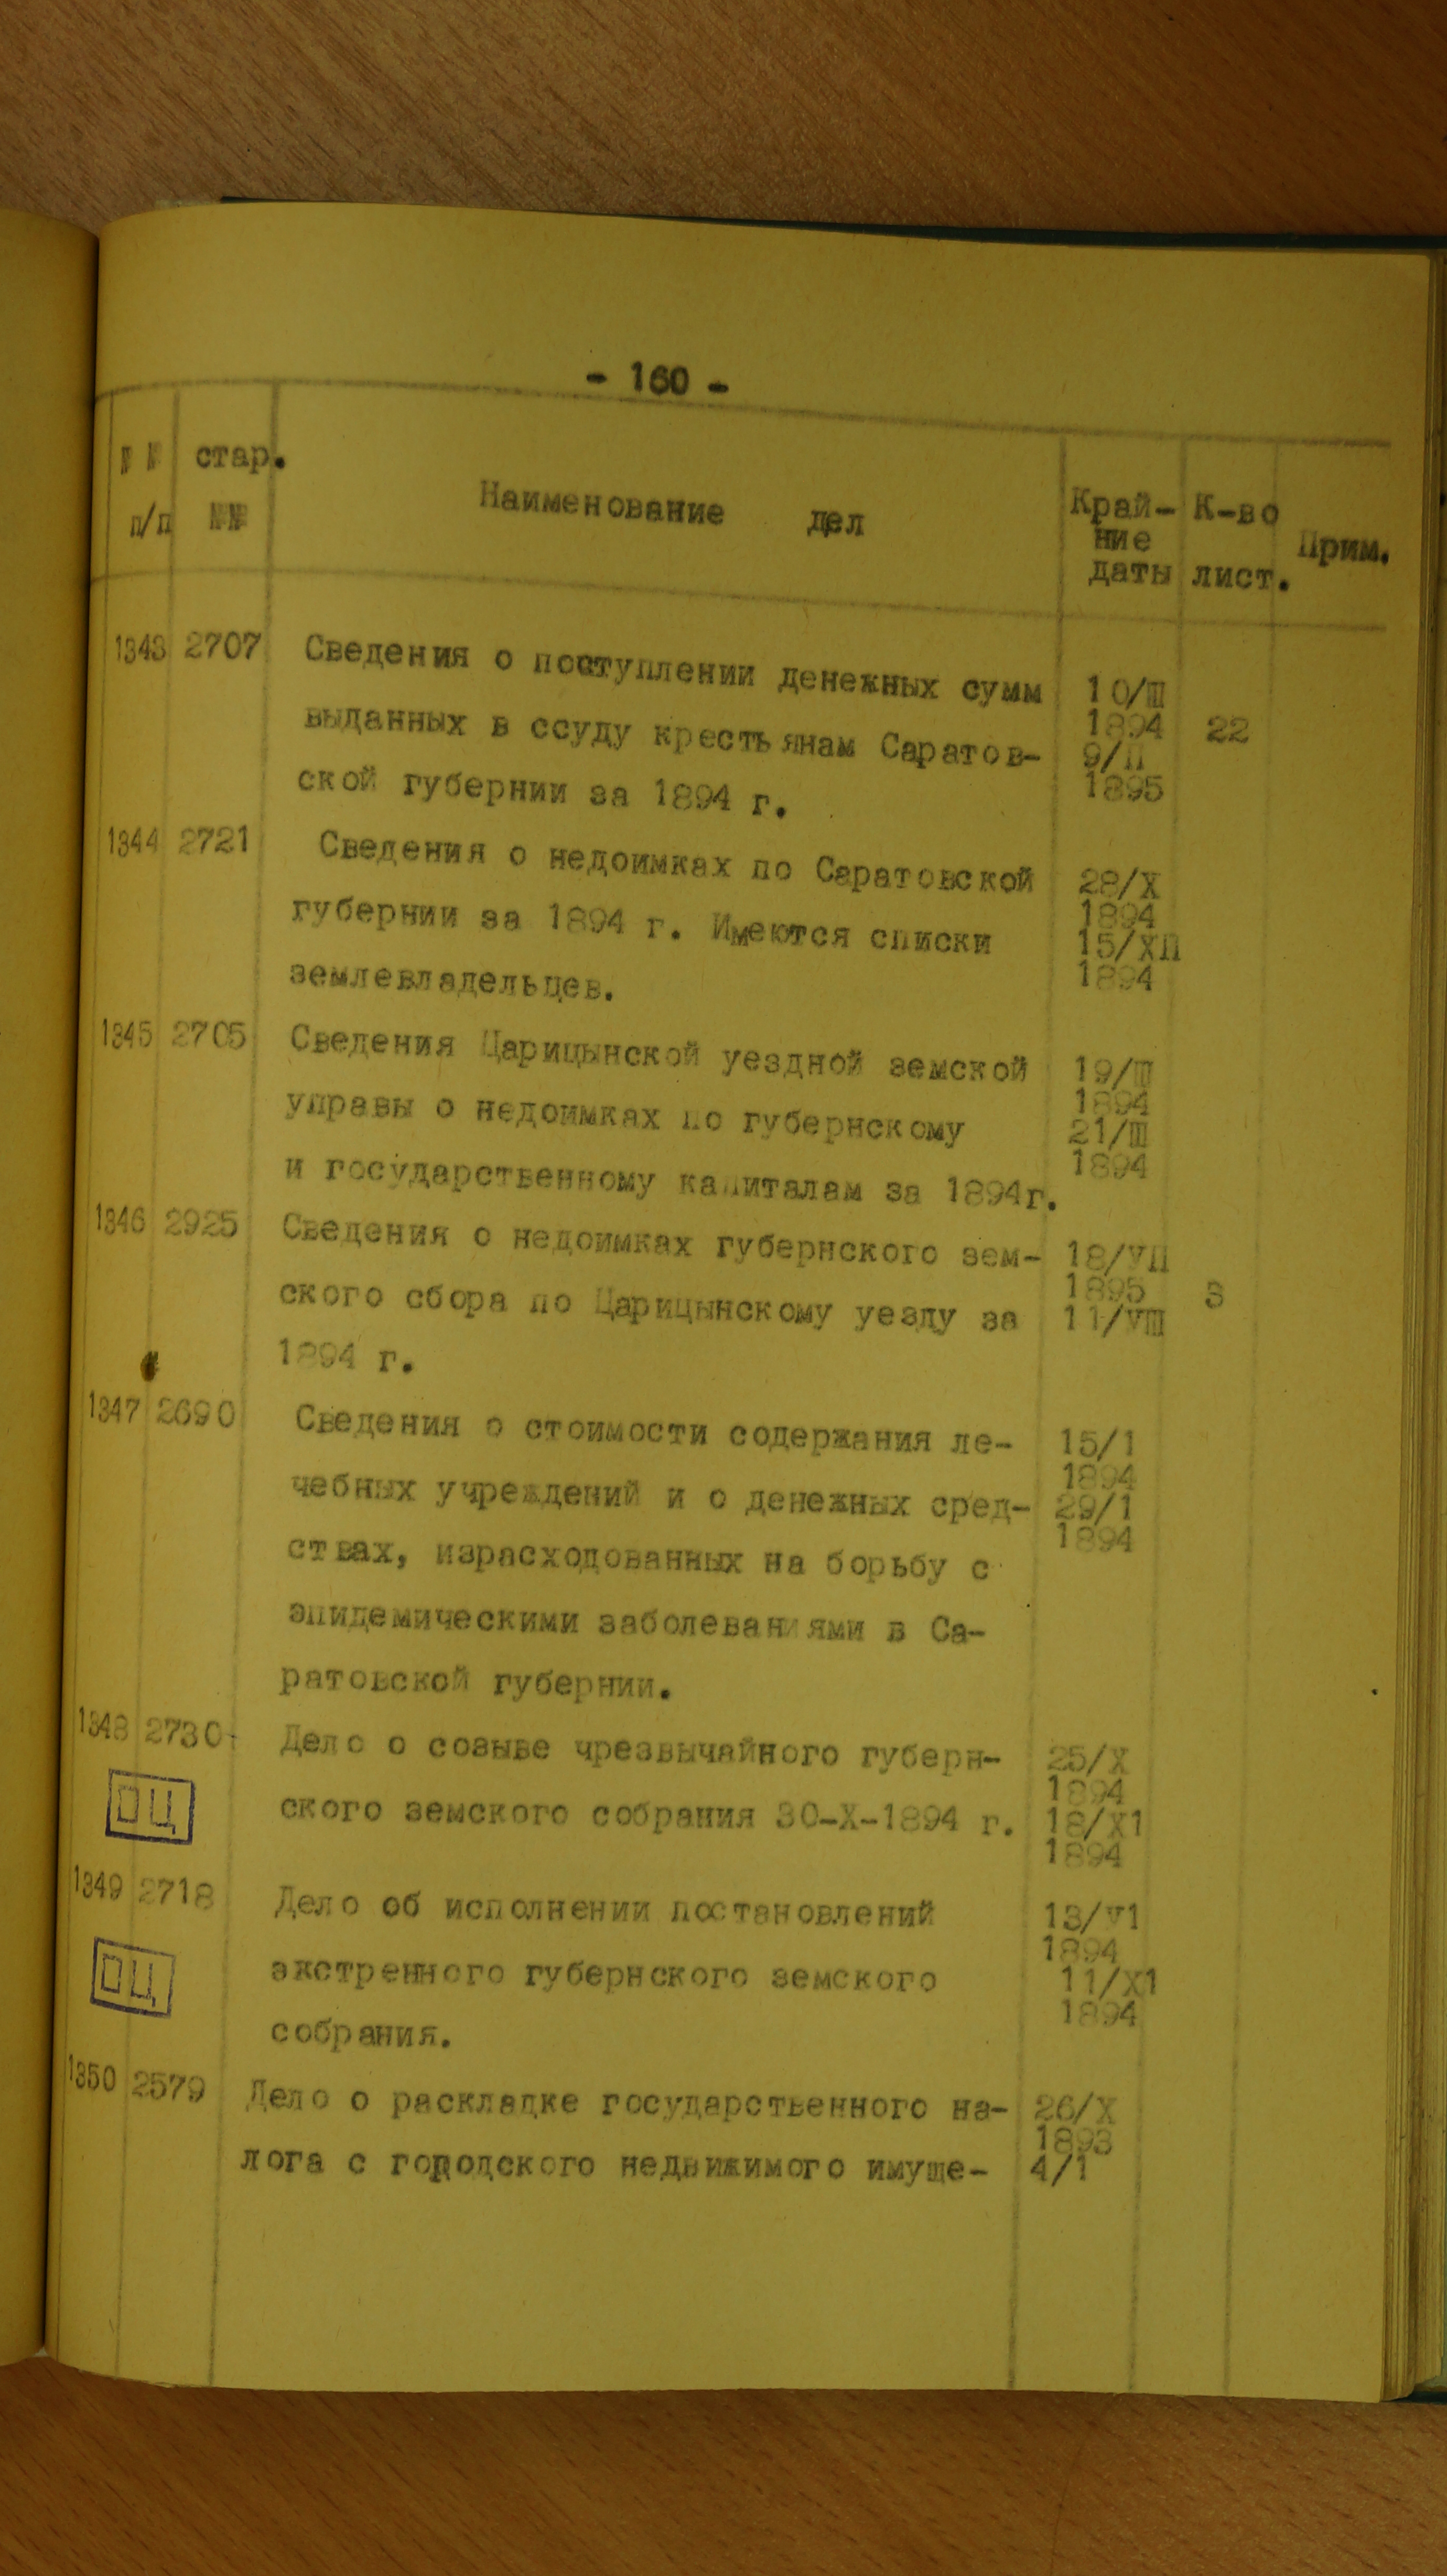 - 160 -
№ № стар. Наименование дел Край- К-во Прим.
п/п №№ ние
даты лист.
1343 2707 Сведения о поступлении денежных сумм 10/III
выданных в ссуду крестьянам Саратов- 1894 22
9/II
ской губернии за 1894 г. 1895
1344 2721 Сведения о недоимках по Саратовской 28/X
губернии за 1894 г. Имеются списки 1894
15/XII
землевладельцев. 1894
1345 2705 Сведения Царицынской уездной земской 19/III
управы о недоимках по губернскому 1894
21/III
и государственному капиталам за 1894г. 1894
1346 2925 Сведения о недоимках губернского зем- 18/VII
1895 3
ского сбора по Царицынскому уезду за 11/VIII
1894 г.
1347 2690 Сведения о стоимости содержания ле- 15/1
1894
чебных учреждений и о денежных сред- 29/1
ствах, израсходованных на борьбу с 1894
эпидемическими заболеваниями в Са-
ратовской губернии.
1348 2730 Дело о созыве чрезвычайного губерн- 25/X
1894
ОЦ ского земского собрания 30-X-1894 г. 18/X1
1894
1349 2718 Дело об исполнении постановлений 13/V1
1894
ОЦ экстренного губернского земского 11/X1
1894
собрания.
1350 2579 Дело о раскладке государственного на- 26/X
1893
лога с городского недвижимого имуще- 4/1